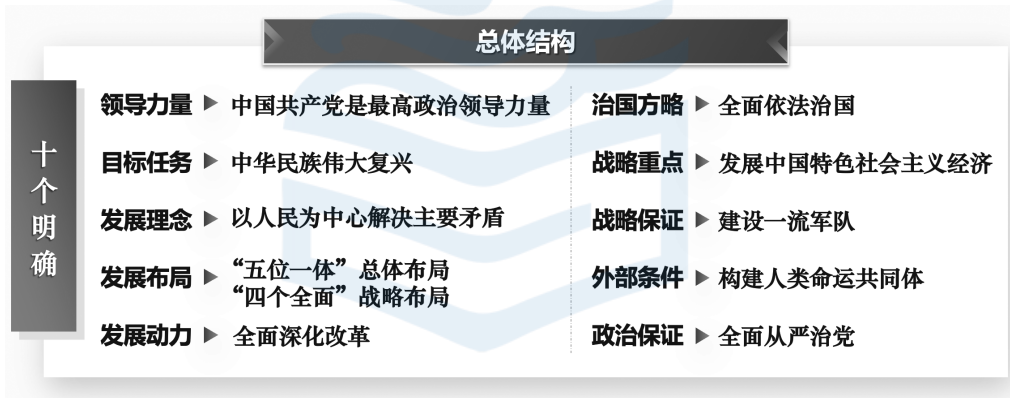 总体结构
十个明确
领导力量 ▶ 中国共产党是最高政治领导力量
目标任务 ▶ 中华民族伟大复兴
发展理念 ▶ 以人民为中心解决主要矛盾
发展布局 ▶ “五位一体”总体布局
“四个全面”战略布局
发展动力 ▶ 全面深化改革
治国方略 ▶ 全面依法治国
战略重点 ▶ 发展中国特色社会主义经济
战略保证 ▶ 建设一流军队
外部条件 ▶ 构建人类命运共同体
政治保证 ▶ 全面从严治党